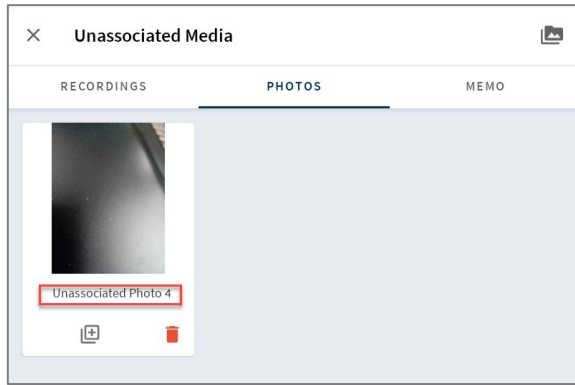 Unassociated Media
RECORDINGS PHOTOS MEMO
Unassociated Photo 4